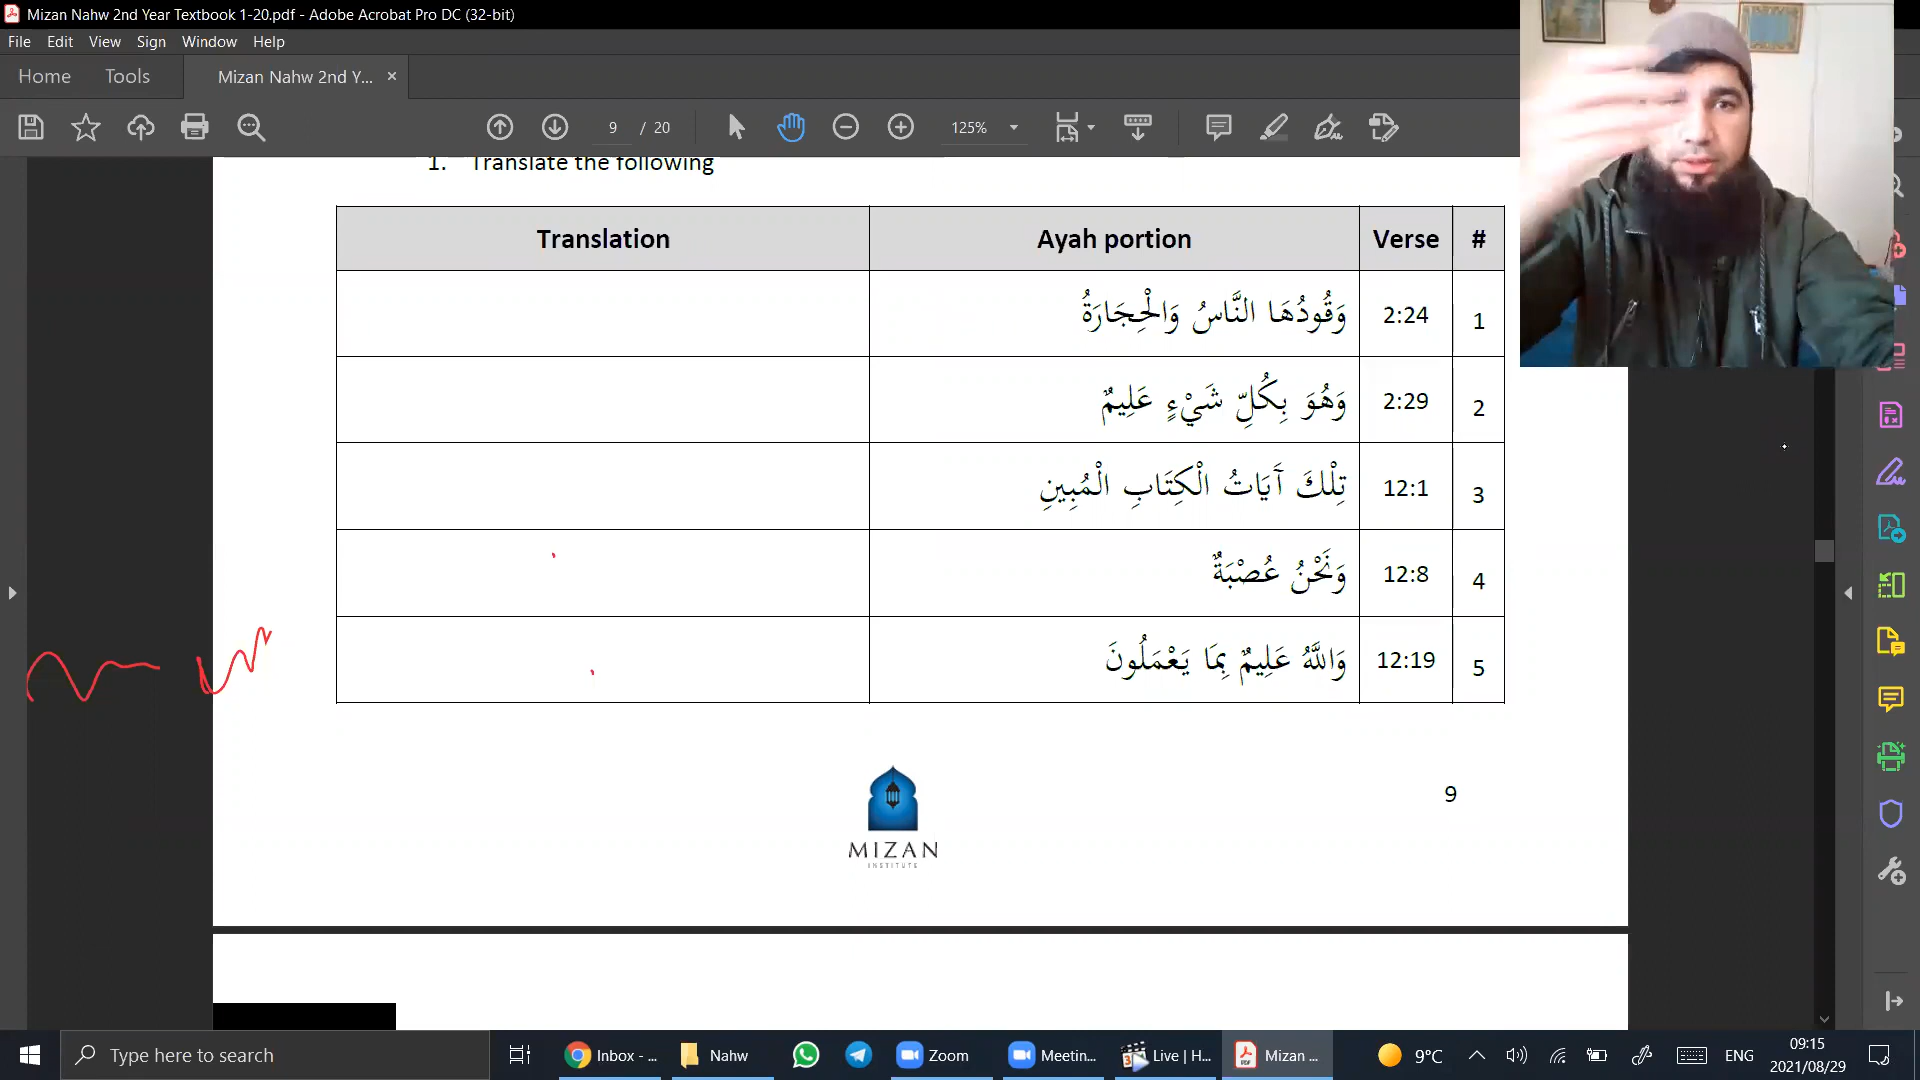 Mizan Nahw 2nd Year Textbook 1-20.pdf - Adobe Acrobat Pro DC (32-bit)
File Edit View Sign Window Help
Home Tools Mizan Nahw 2nd Y... ×
9 / 20 125%
1. Translate the following
Translation Ayah portion Verse #
وَقُودُهَا النَّاسُ وَالْحِجَارَةُ 2:24 1
وَهُوَ بِكُلِّ شَيْءٍ عَلِيمٌ 2:29 2
تِلْكَ آَيَاتُ الْكِتَابِ الْمُبِينِ 12:1 3
وَنَحْنُ عُصْبَةٌ 12:8 4
وَاللَّهُ عَلِيمٌ بِمَا يَعْمَلُونَ 12:19 5
MIZAN
INSTITUTE
9
Type here to search Inbox - ... Nahw Zoom Meetin... Live | H... Mizan ... 9°C ENG 09:15
2021/08/29